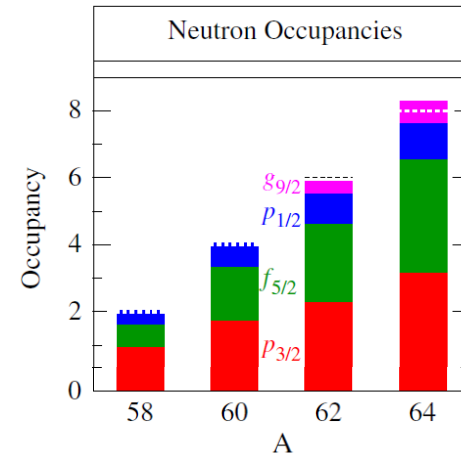 Neutron Occupancies
Occupancy
8
6
4
2
0
g9/2
p1/2
f5/2
p3/2
58 60 62 64
A